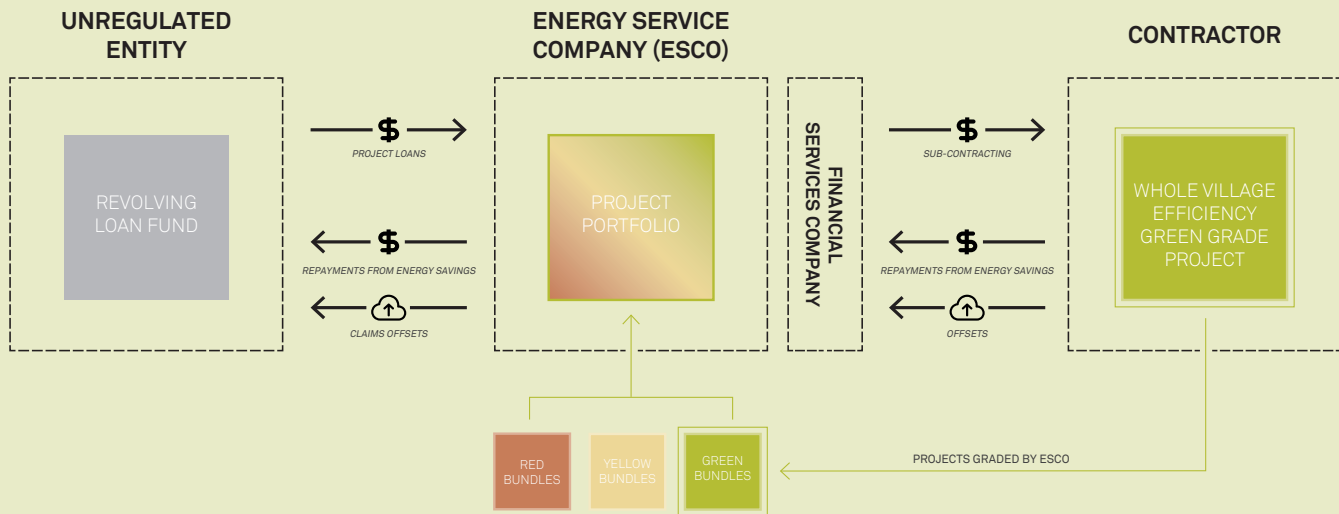 UNREGULATED
ENTITY
ENERGY SERVICE
COMPANY (ESCO)
CONTRACTOR
REVOLVING
LOAN FUND
$
PROJECT LOANS
$
REPAYMENTS FROM ENERGY SAVINGS
CLAIMS OFFSETS
PROJECT
PORTFOLIO
FINANCIAL
SERVICES COMPANY
$
SUB-CONTRACTING
$
REPAYMENTS FROM ENERGY SAVINGS
OFFSETS
WHOLE VILLAGE
EFFICIENCY
GREEN GRADE
PROJECT
RED
BUNDLES
YELLOW
BUNDLES
GREEN
BUNDLES
PROJECTS GRADED BY ESCO